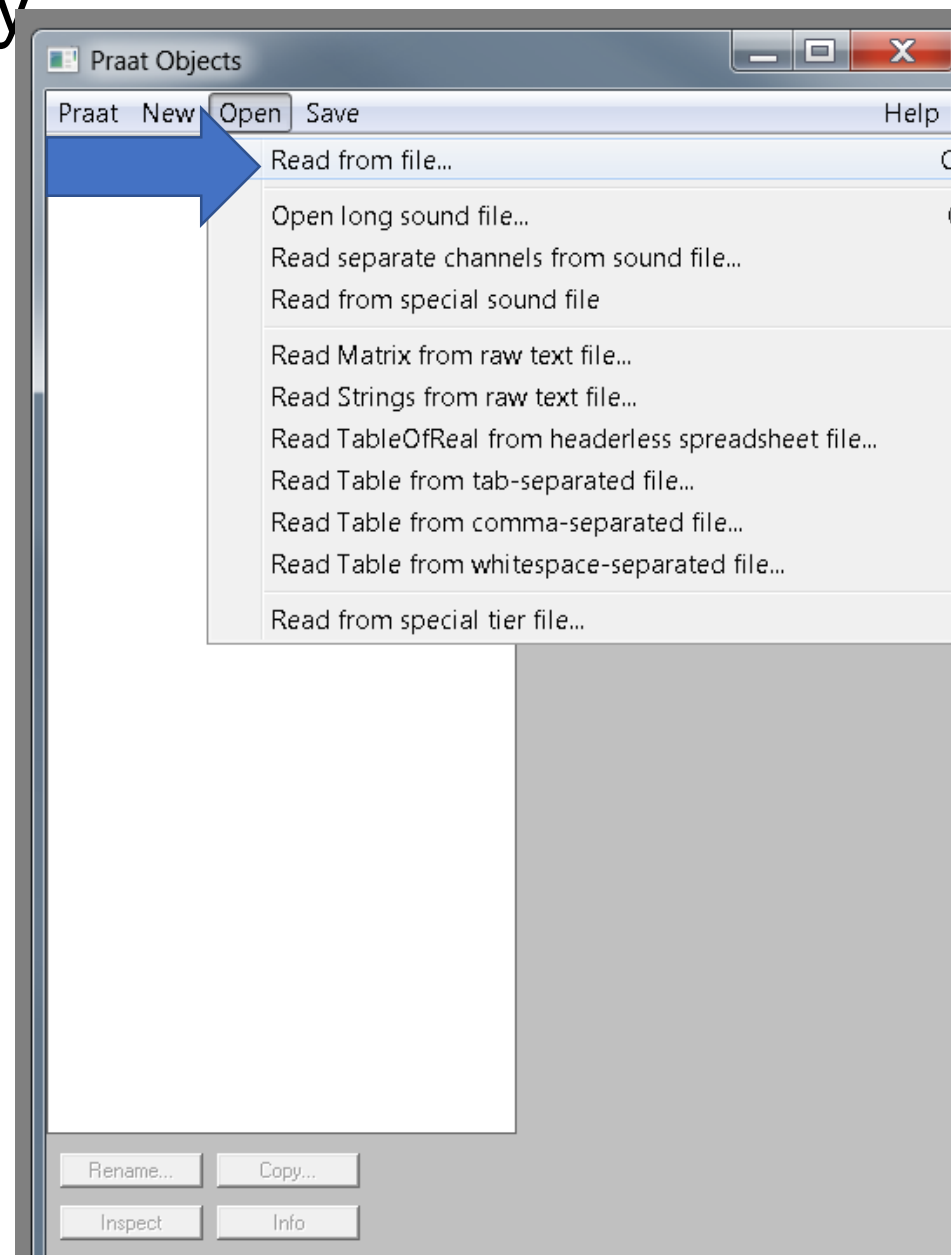 y
Praat Objects
Praat New Open Save Help
Read from file... C
Open long sound file...
Read separate channels from sound file...
Read from special sound file
Read Matrix from raw text file...
Read Strings from raw text file...
Read TableOfReal from headerless spreadsheet file...
Read Table from tab-separated file...
Read Table from comma-separated file...
Read Table from whitespace-separated file...
Read from special tier file...
Rename... Copy...
Inspect Info